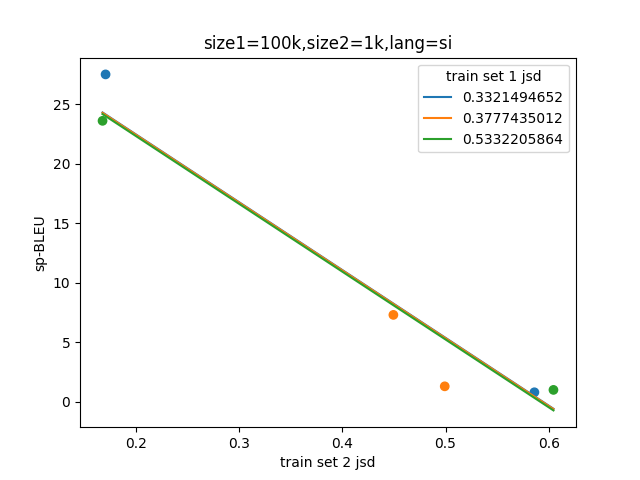 size1=100k,size2=1k,lang=si
train set 1 jsd
0.3321494652
0.3777435012
0.5332205864
sp-BLEU
25
20
15
10
5
0
0.2 0.3 0.4 0.5 0.6
train set 2 jsd